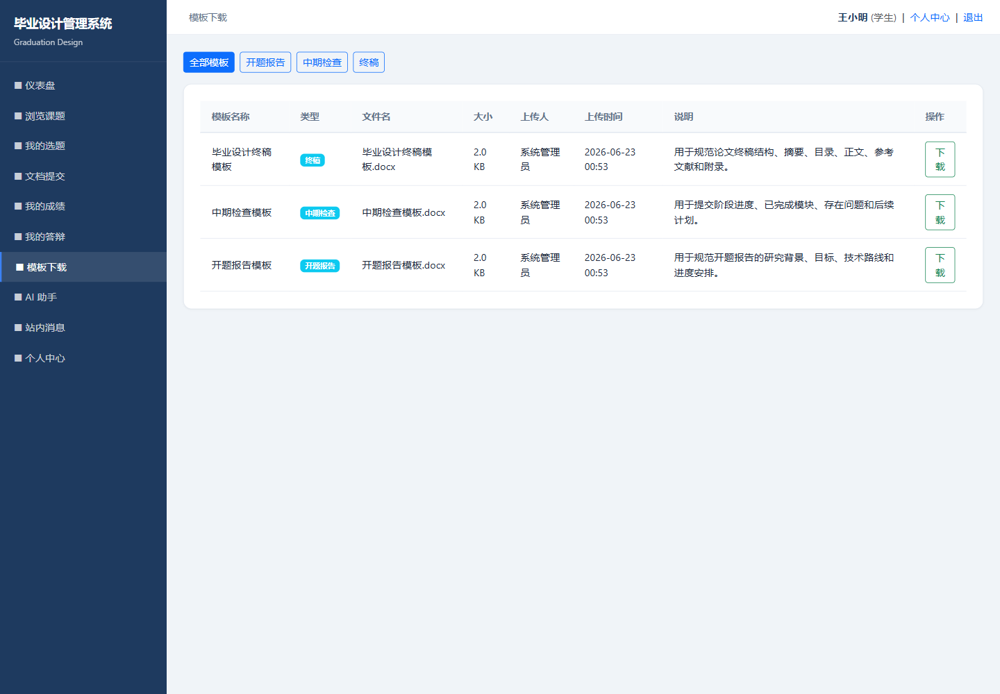 毕业设计管理系统
Graduation Design
仪表盘
浏览课题
我的选题
文档提交
我的成绩
我的答辩
模板下载
AI 助手
站内消息
个人中心
模板下载
王小明 (学生) | 个人中心 | 退出
全部模板 开题报告 中期检查 终稿
模板名称 类型 文件名 大小 上传人 上传时间 说明 操作
毕业设计终稿
模板
终稿
毕业设计终稿模
板.docx
2.0
KB
系统管理
员
2026-06-23
00:53
用于规范论文终稿结构、摘要、目录、正文、参考
文献和附录。
下
载
中期检查模板
中期检查
中期检查模板.docx
2.0
KB
系统管理
员
2026-06-23
00:53
用于提交阶段进度、已完成模块、存在问题和后续
计划。
下
载
开题报告模板
开题报告
开题报告模板.docx
2.0
KB
系统管理
员
2026-06-23
00:53
用于规范开题报告的研究背景、目标、技术路线和
进度安排。
下
载